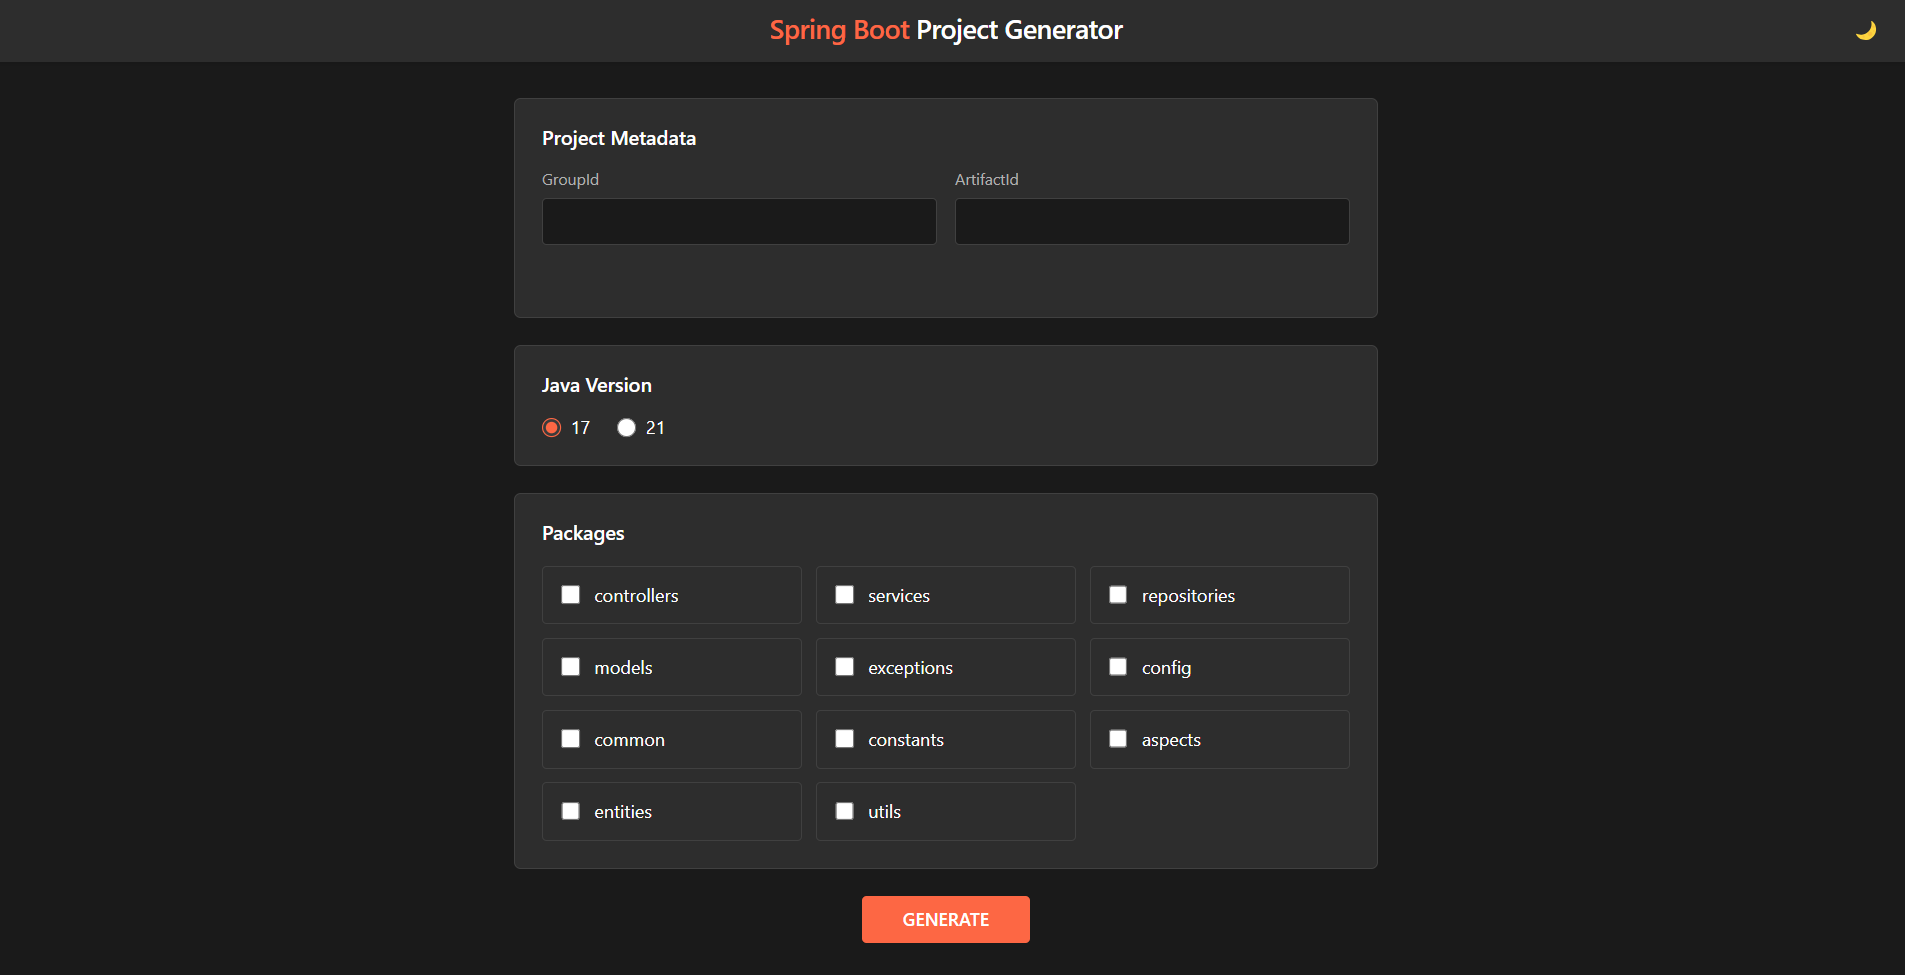 Spring Boot Project Generator
Project Metadata
GroupId
ArtifactId
Java Version
17
21
Packages
controllers
services
repositories
models
exceptions
config
common
constants
aspects
entities
utils
GENERATE